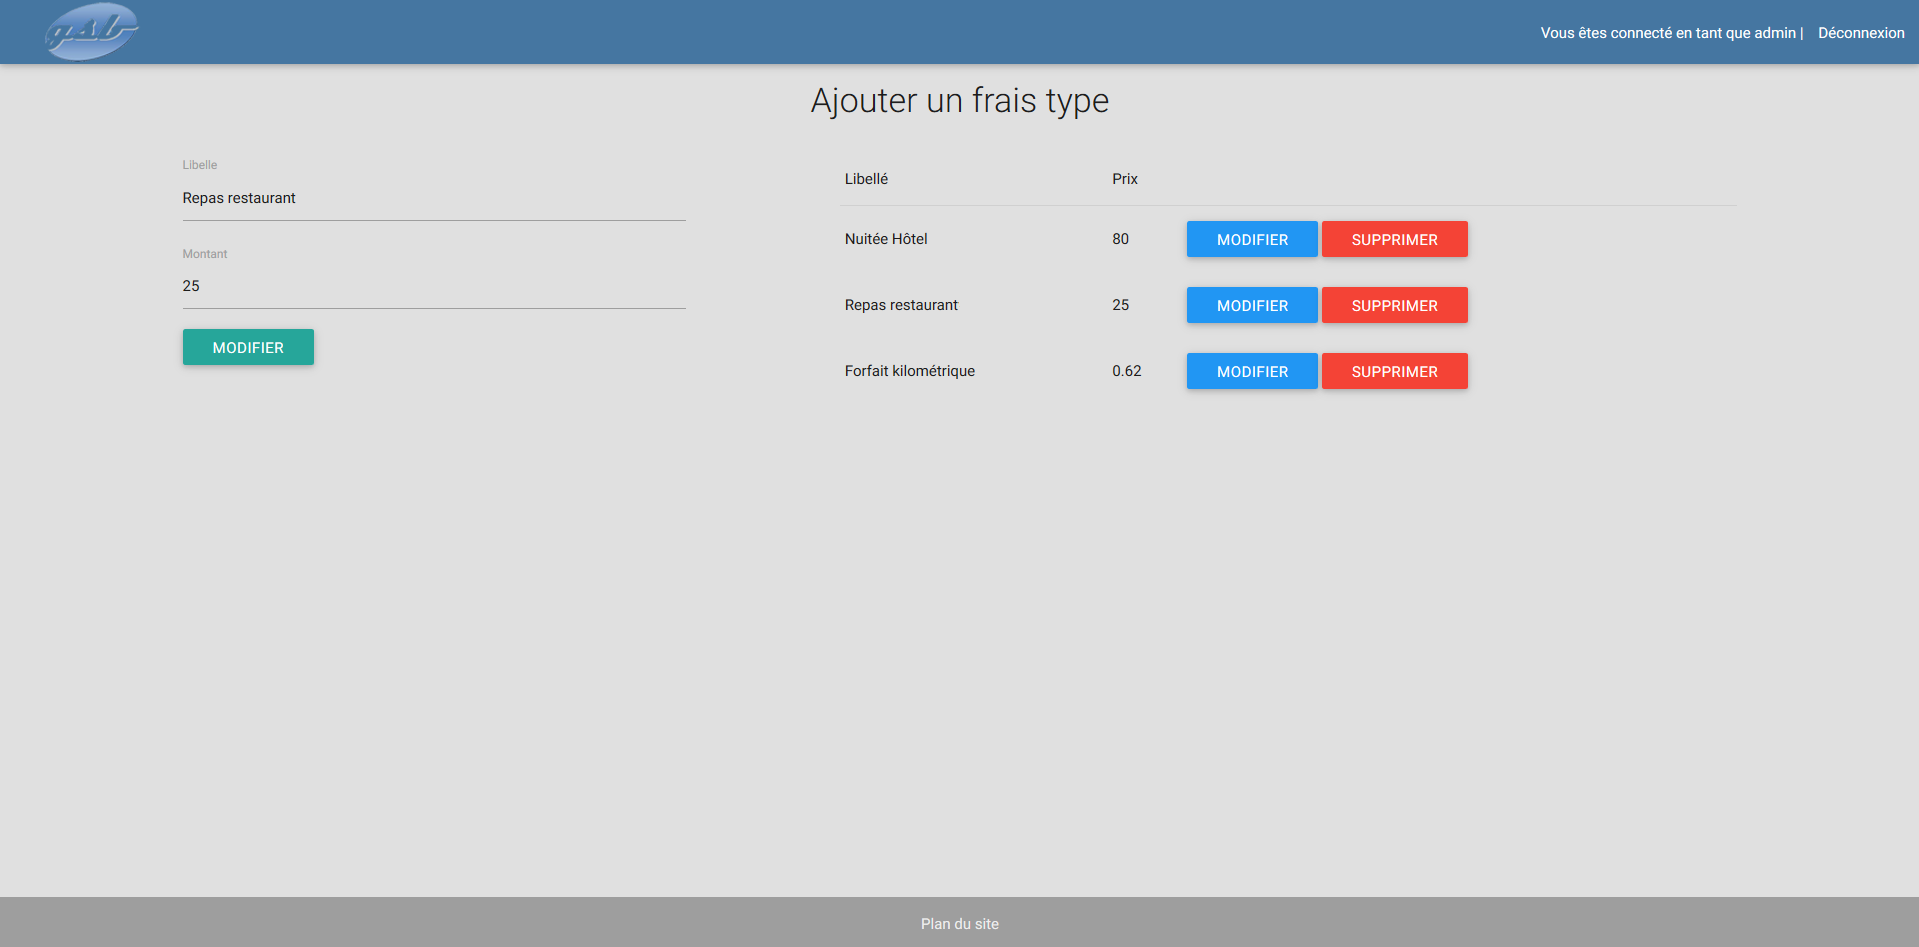 gsb
Vous êtes connecté en tant que admin |
Déconnexion
Ajouter un frais type
Libelle
Repas restaurant
Montant
25
MODIFIER
Libellé Prix
Nuitée Hôtel 80 MODIFIER SUPPRIMER
Repas restaurant 25 MODIFIER SUPPRIMER
Forfait kilométrique 0.62 MODIFIER SUPPRIMER
Plan du site